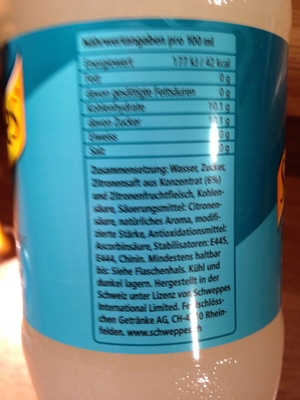 Nährwertangaben pro 100 ml
Energiewert: 177 kJ / 42 kcal
Fett: 0 g
davon gesättigte Fettsäuren 0 g
Kohlenhydrate 10,1 g
davon Zucker g
Eiweiss 0 g
Salz 0 g
Zusammensetzung: Wasser, Zucker,
Zitronensaft aus Konzentrat (6%)
und Zitronenfruchtfleisch, Kohlen-
säure, Säuerungsmittel: Citronen-
säure, natürliches Aroma, modifi-
zierte Stärke, Antioxidationsmittel:
Ascorbinsäure, Stabilisatoren: E445,
E444, Chinin. Mindestens haltbar
bis: Siehe Flaschenhals. Kühl und
dunkel lagern. Hergestellt in der
Schweiz unter Lizenz von Schweppes
International Limited. Feldschlöss-
chen Getränke AG, CH-4310 Rhein-
felden. www.schweppes.ch